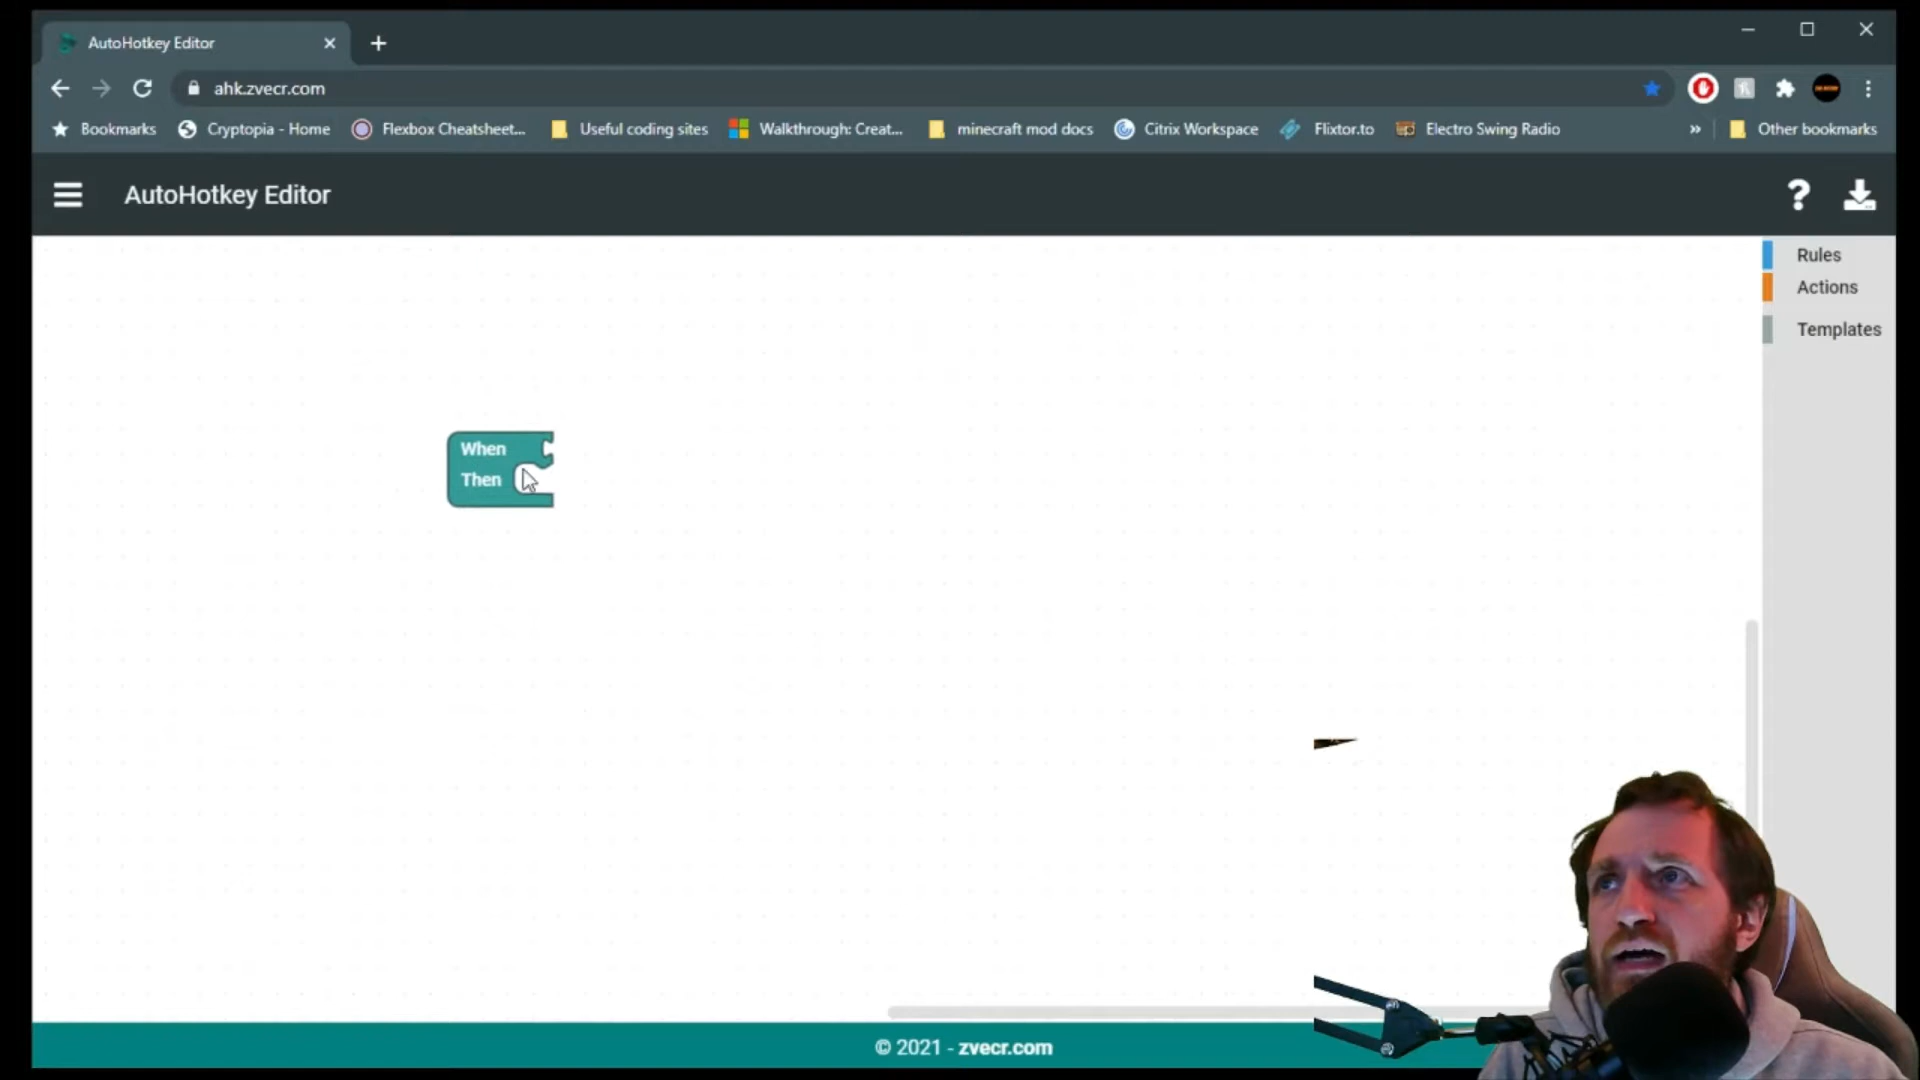 AutoHotkey Editor
ahk.zvecr.com
Bookmarks Cryptopia - Home Flexbox Cheatsheet... Useful coding sites Walkthrough: Creat... minecraft mod docs Citrix Workspace Flixtor.to Electro Swing Radio » Other bookmarks
AutoHotkey Editor
Rules
Actions
Templates
When
Then
© 2021 - zvecr.com